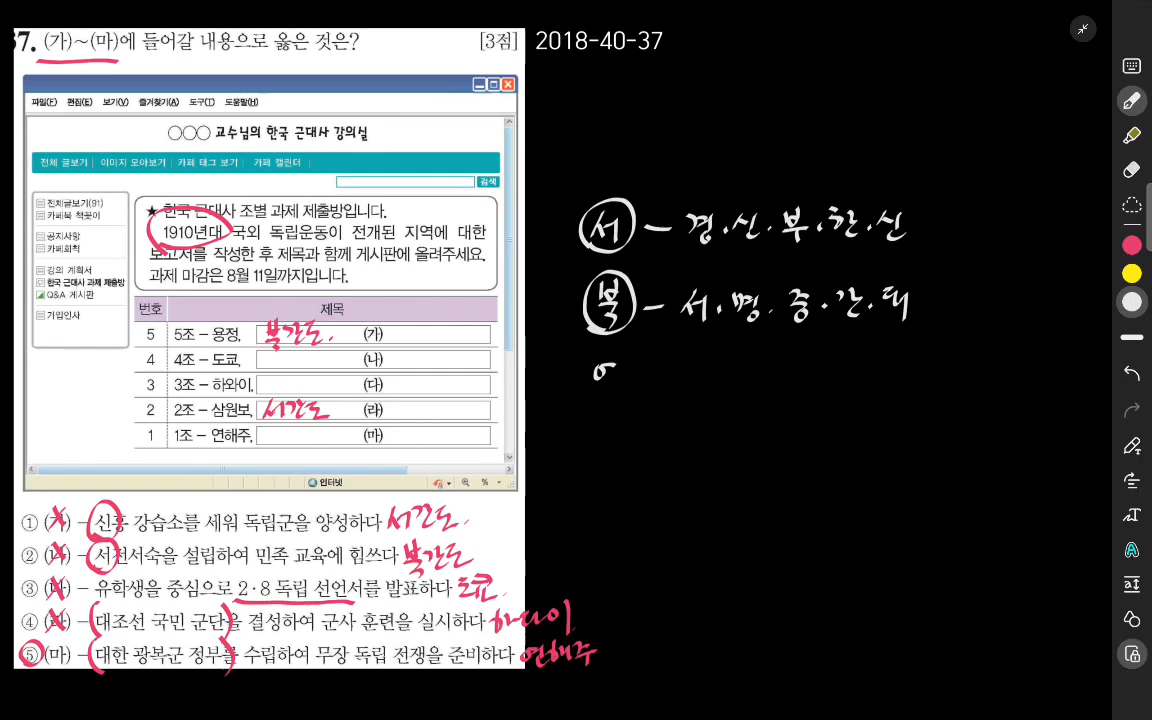 37. (가)~(마)에 들어갈 내용으로 옳은 것은? [3점]
2018-40-37
파일(F) 편집(E) 보기(V) 즐겨찾기(A) 도구(T) 도움말(H)
○○○ 교수님의 한국 근대사 강의실
전체 글보기 | 이미지 모아보기 | 카페 태그 보기 | 카페 캘린더 |
검색
전체글보기(91)
카페북 책꽂이
공지사항
카페회칙
강의 계획서
한국 근대사 과제 제출방
Q&A 게시판
가입인사
★ 한국 근대사 조별 과제 제출방입니다.
1910년대 국외 독립운동이 전개된 지역에 대한
보고서를 작성한 후 제목과 함께 게시판에 올려주세요.
과제 마감은 8월 11일까지입니다.
번호 제목
5 5조 – 용정, 북간도. (가)
4 4조 – 도쿄, (나)
3 3조 – 하와이, (다)
2 2조 – 삼원보, 서간도 (라)
1 1조 – 연해주, (마)
인터넷
%
① (가) – 신흥 강습소를 세워 독립군을 양성하다 서간도.
② (나) – 서전서숙을 설립하여 민족 교육에 힘쓰다 북간도
③ (다) – 유학생을 중심으로 2·8 독립 선언서를 발표하다 도쿄.
④ (라) – 대조선 국민 군단을 결성하여 군사 훈련을 실시하다 하와이
⑤ (마) – 대한 광복군 정부를 수립하여 무장 독립 전쟁을 준비하다 연해주
서 – 경·신·부·한·신
북 – 서·명·중·간·대